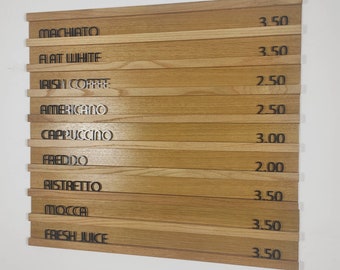 MACHIATO 3.50
FLAT WHITE 3.50
IRISH COFFEE 2.50
AMERICANO 2.50
CAPPUCCINO 3.00
FREDDO 2.00
RISTRETTO 3.50
MOCCA 3.50
FRESH JUICE 3.50